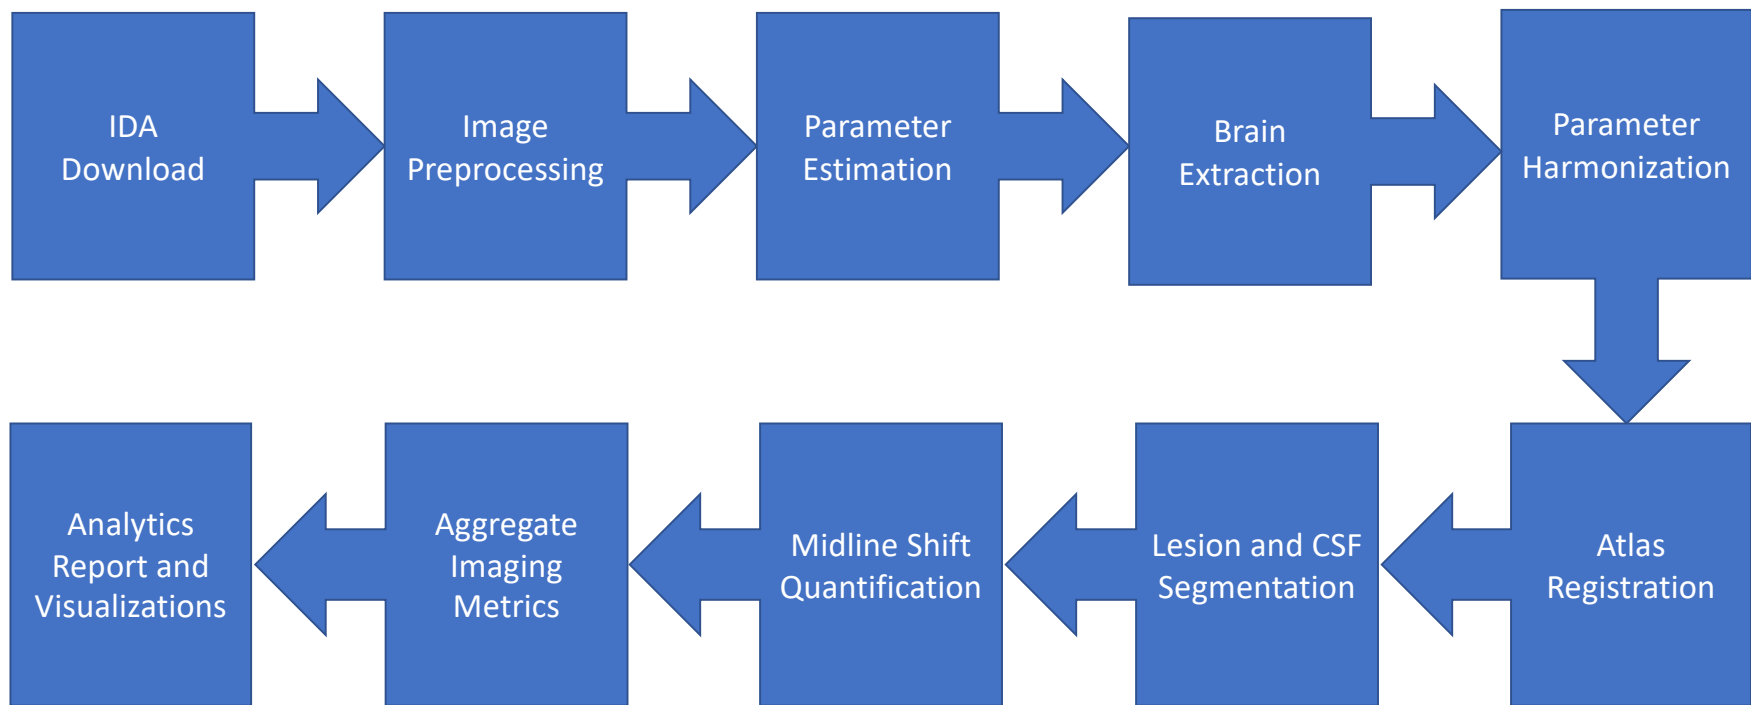 IDA
Download
Image
Preprocessing
Parameter
Estimation
Brain
Extraction
Parameter
Harmonization
Atlas
Registration
Lesion and CSF
Segmentation
Midline Shift
Quantification
Aggregate
Imaging
Metrics
Analytics
Report and
Visualizations